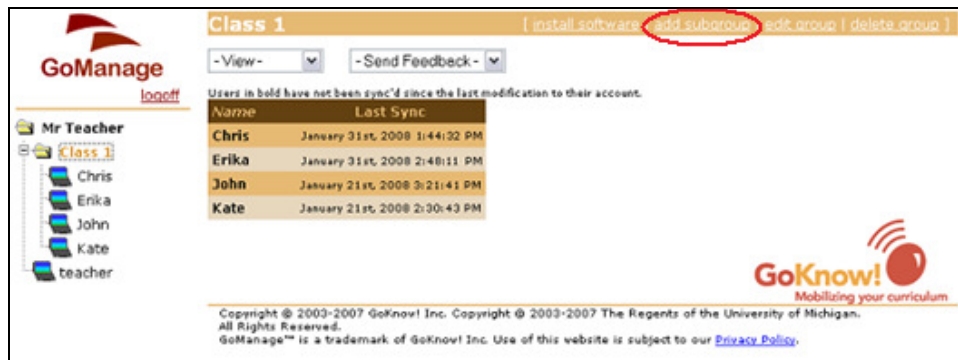 GoManage
logoff
Mr Teacher
Class 1
Chris
Erika
John
Kate
teacher
Class 1 [ install software | add subgroup | edit group | delete group ]
-View- -Send Feedback-
Users in bold have not been sync'd since the last modification to their account.
Name Last Sync
Chris January 31st, 2008 1:44:32 PM
Erika January 31st, 2008 2:48:11 PM
John January 21st, 2008 3:21:41 PM
Kate January 21st, 2008 2:30:43 PM
GoKnow!
Mobilizing your curriculum
Copyright © 2003-2007 GoKnow! Inc. Copyright © 2003-2007 The Regents of the University of Michigan.
All Rights Reserved.
GoManage™ is a trademark of GoKnow! Inc. Use of this website is subject to our Privacy Policy.